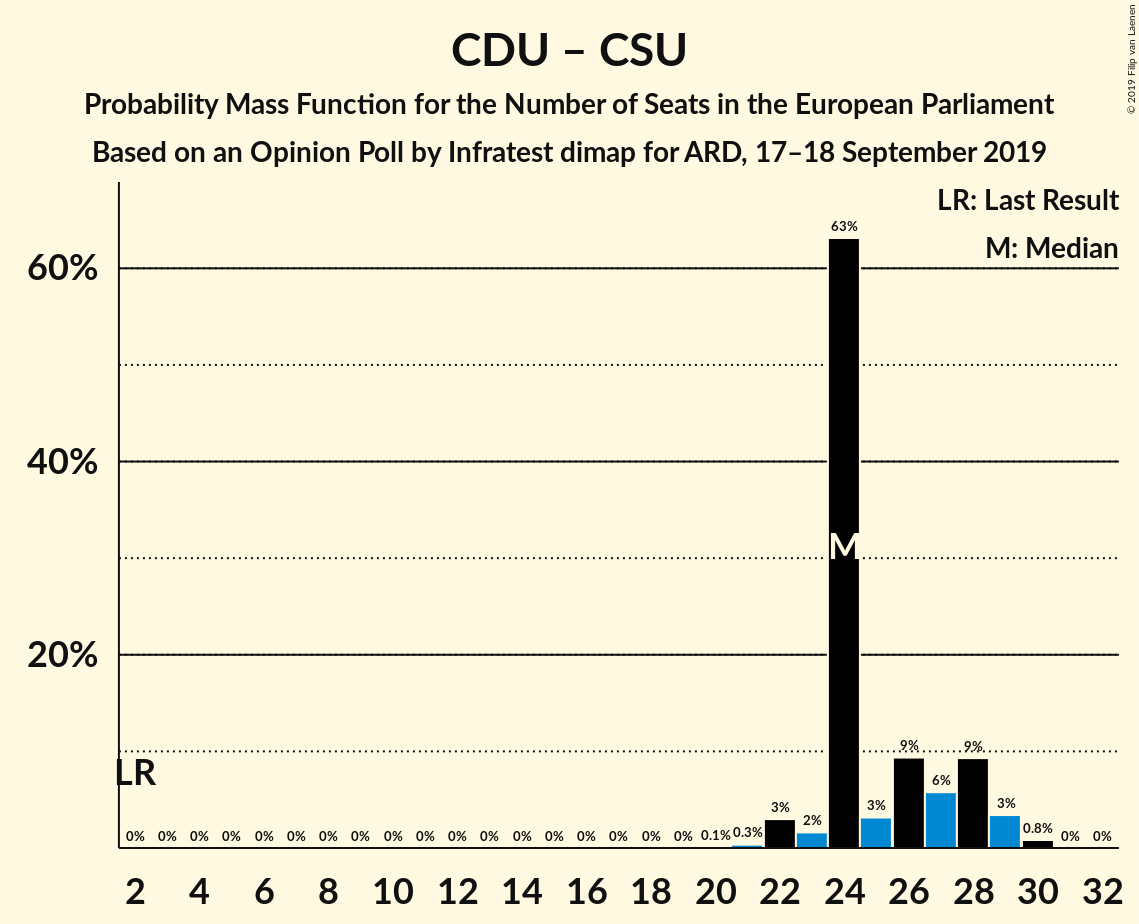 © 2019 Filip van Laenen
CDU – CSU
Probability Mass Function for the Number of Seats in the European Parliament
Based on an Opinion Poll by Infratest dimap for ARD, 17–18 September 2019
LR: Last Result
M: Median
60%
40%
20%
LR
M
0% 0% 0% 0% 0% 0% 0% 0% 0% 0% 0% 0% 0% 0% 0% 0% 0% 0% 0.1% 0.3% 3% 2% 63% 3% 9% 6% 9% 3% 0.8% 0% 0%
2 4 6 8 10 12 14 16 18 20 22 24 26 28 30 32